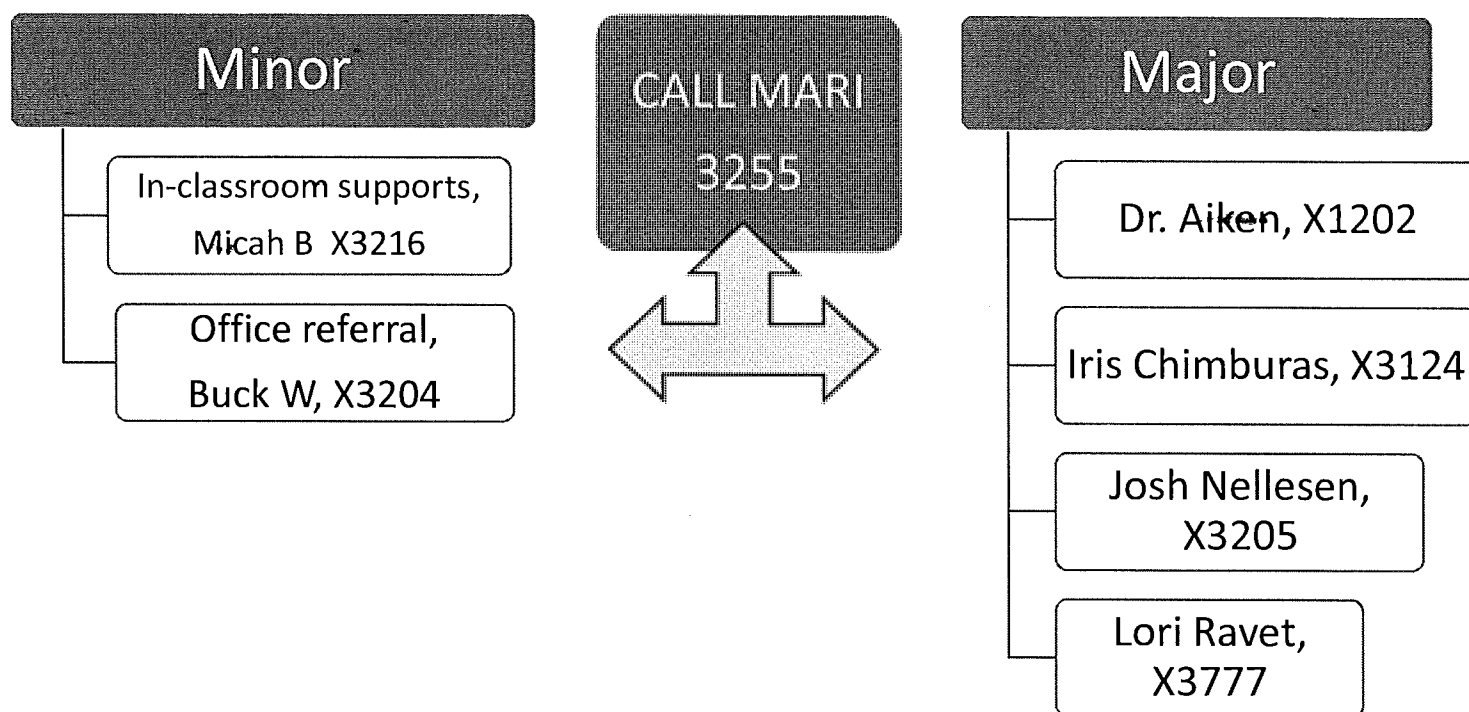 Minor
In-classroom supports,
Micah B X3216
Office referral,
Buck W, X3204
CALL MARI
3255
Major
Dr. Aiken, X1202
Iris Chimburas, X3124
Josh Nellesen,
X3205
Lori Ravet,
X3777